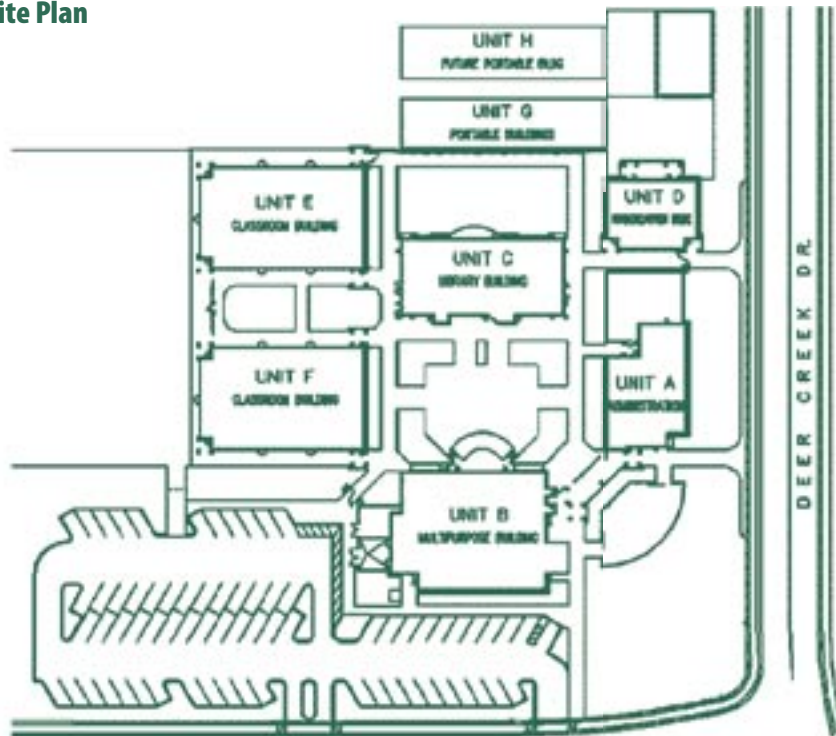 ite Plan
UNIT H
FUTURE PORTABLE BLDG
UNIT G
PORTABLE BUILDINGS
UNIT E
CLASSROOM BUILDING
UNIT D
UNIT C
LIBRARY BUILDING
UNIT F
CLASSROOM BUILDING
UNIT A
ADMINISTRATION
UNIT B
MULTIPURPOSE BUILDING
DEER CREEK DR.